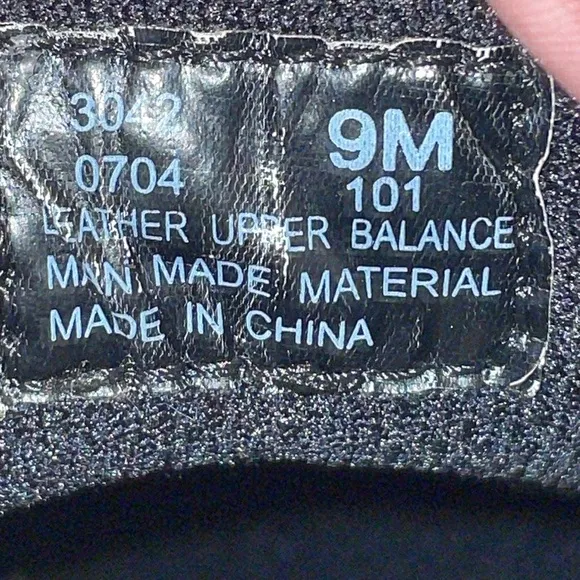 3042
0704
9M
101
LEATHER UPPER BALANCE
MAN MADE MATERIAL
MADE IN CHINA